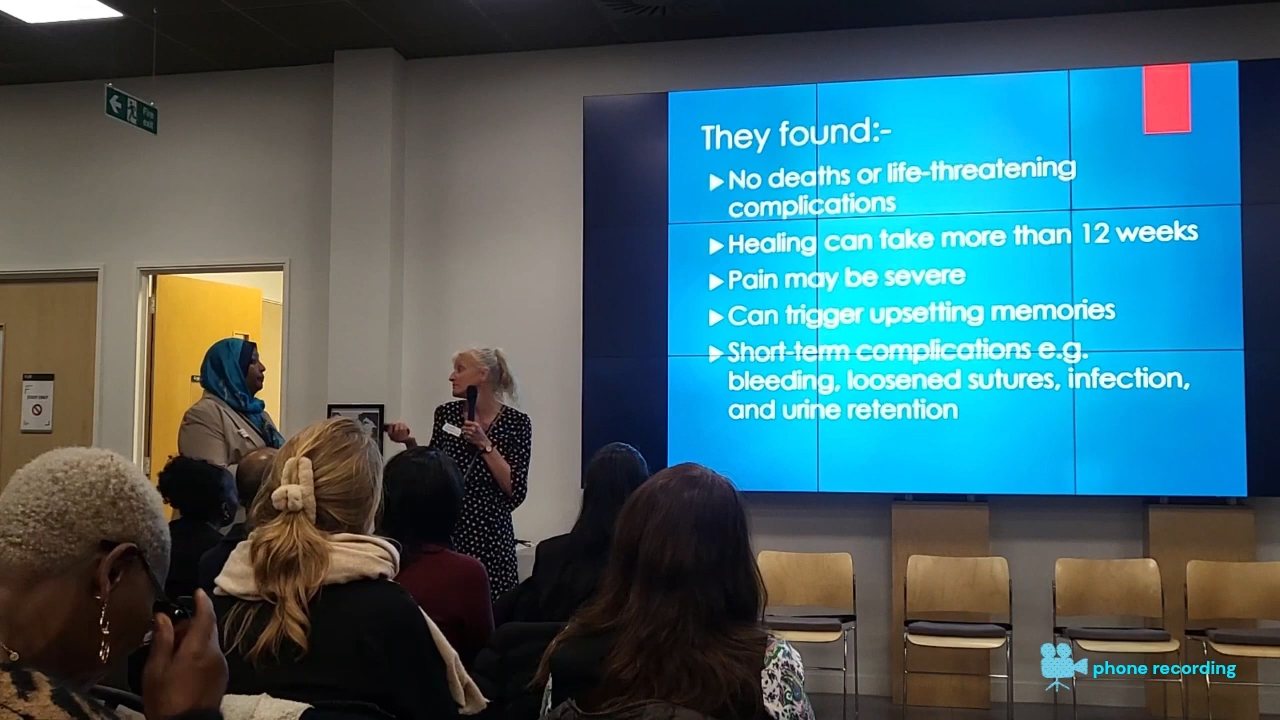 Fire
exit
They found:-
No deaths or life-threatening
complications
Healing can take more than 12 weeks
Pain may be severe
Can trigger upsetting memories
Short-term complications e.g.
bleeding, loosened sutures, infection,
and urine retention
phone recording